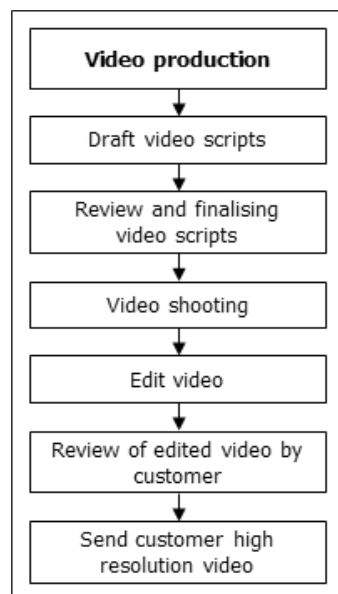 Video production
Draft video scripts
Review and finalising
video scripts
Video shooting
Edit video
Review of edited video by
customer
Send customer high
resolution video